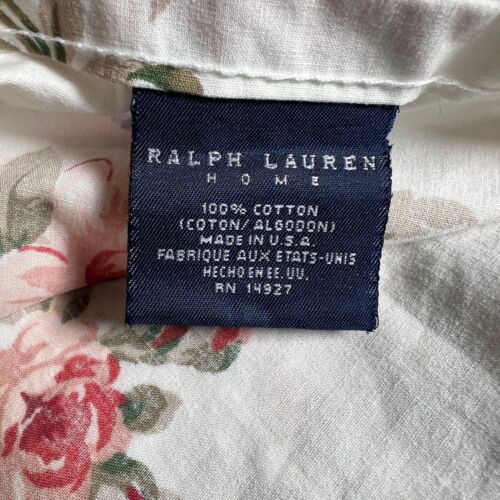 RALPH LAUREN
HOME
100% COTTON
(COTON/ALGODON)
MADE IN U.S.A.
FABRIQUE AUX ETATS-UNIS
HECHO EN EE. UU.
RN 14927